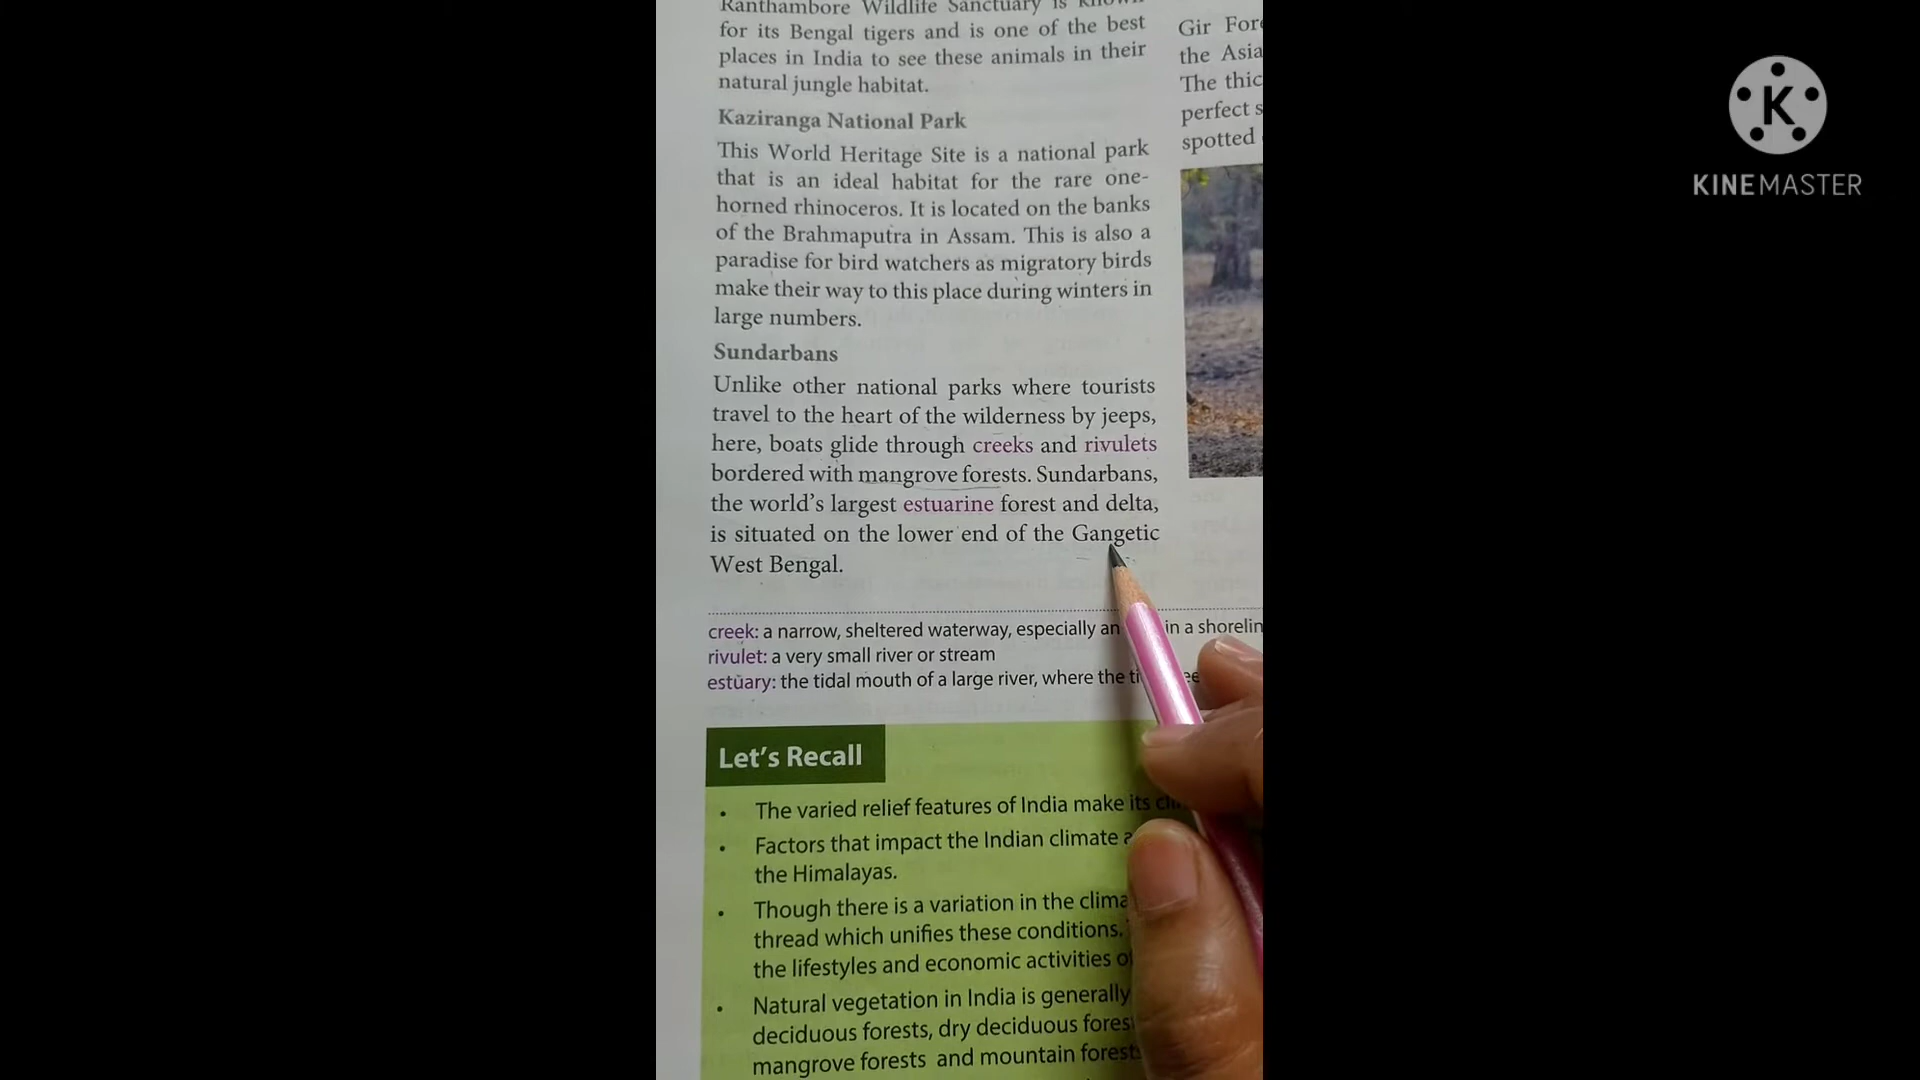 Ranthambore Wildlife Sanctuary is known
for its Bengal tigers and is one of the best
places in India to see these animals in their
natural jungle habitat.
Kaziranga National Park
This World Heritage Site is a national park
that is an ideal habitat for the rare one-
horned rhinoceros. It is located on the banks
of the Brahmaputra in Assam. This is also a
paradise for bird watchers as migratory birds
make their way to this place during winters in
large numbers.
Sundarbans
Unlike other national parks where tourists
travel to the heart of the wilderness by jeeps,
here, boats glide through creeks and rivulets
bordered with mangrove forests. Sundarbans,
the world's largest estuarine forest and delta,
is situated on the lower end of the Gangetic
West Bengal.
Gir
the
The
perfect
spotted
creek: a narrow, sheltered waterway, especially an in a
rivulet: a very small river or stream
estuary: the tidal mouth of a large river, where the
Let's Recall
• The varied relief features of India make its
• Factors that impact the Indian climate
the Himalayas.
• Though there is a variation in the
thread which unifies these conditions.
the lifestyles and economic activities
• Natural vegetation in India is generally
deciduous forests, dry deciduous
mangrove forests and mountain
KINEMASTER